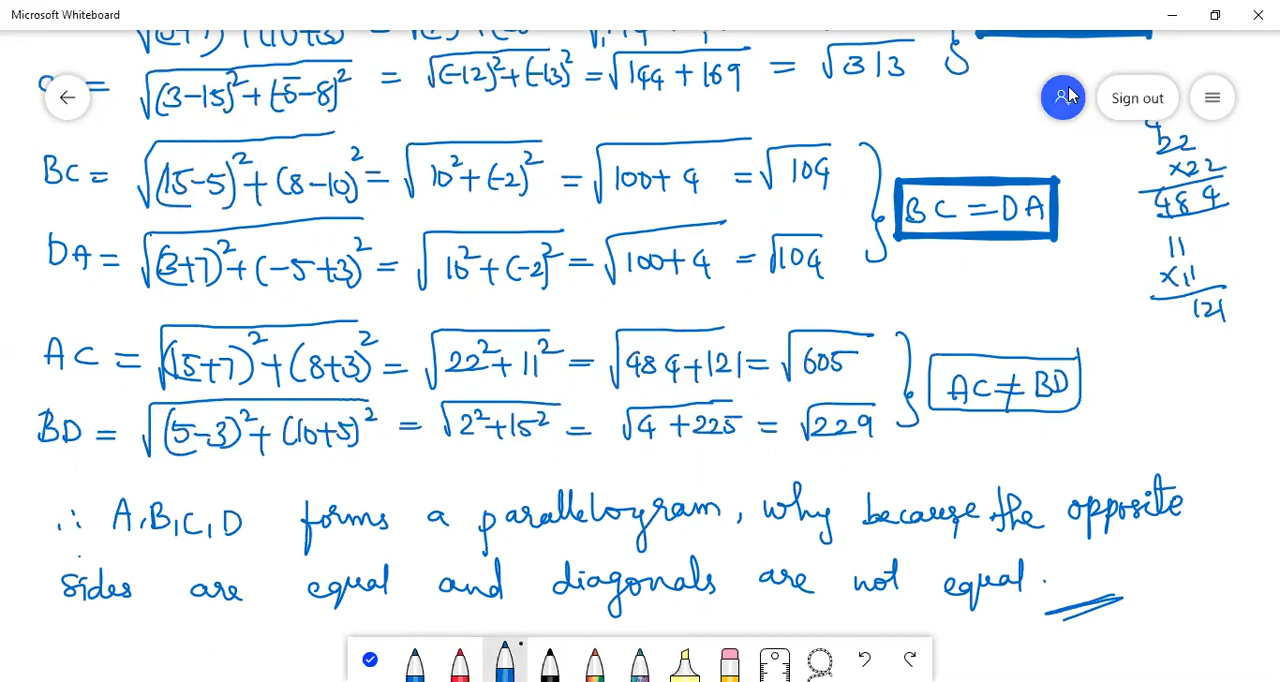 Microsoft Whiteboard
= √(3-15)²+(-5-8)² = √(-12)²+(-13)² = √144+169 = √313 }
Sign out
BC = √(15-5)²+(8-10)² = √10²+(-2)² = √100+4 = √104
DA = √(3+7)²+(-5+3)² = √10²+(-2)² = √100+4 = √104
} BC = DA
22
×22
484
11
×11
121
AC = √(15+7)²+(8+3)² = √22²+11² = √484+121 = √605
BD = √(5-3)²+(10+5)² = √2²+15² = √4+225 = √229
} AC ≠ BD
∴ A,B,C,D forms a parallelogram, why because the opposite
sides are equal and diagonals are not equal.